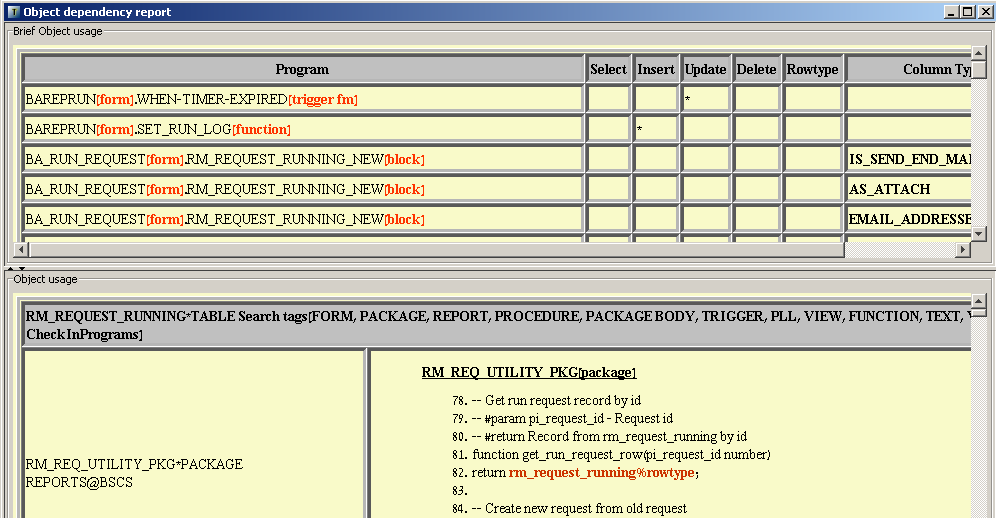 Object dependency report
Brief Object usage
Program Select Insert Update Delete Rowtype Column Typ
BAREPRUN[form].WHEN-TIMER-EXPIRED[trigger fm] *
BAREPRUN[form].SET_RUN_LOG[function] *
BA_RUN_REQUEST[form].RM_REQUEST_RUNNING_NEW[block] IS_SEND_END_MAI
BA_RUN_REQUEST[form].RM_REQUEST_RUNNING_NEW[block] AS_ATTACH
BA_RUN_REQUEST[form].RM_REQUEST_RUNNING_NEW[block] EMAIL_ADDRESSE
Object usage
RM_REQUEST_RUNNING*TABLE Search tags[FORM, PACKAGE, REPORT, PROCEDURE, PACKAGE BODY, TRIGGER, PLL, VIEW, FUNCTION, TEXT, 
Check InPrograms]
RM_REQ_UTILITY_PKG[package]
78. -- Get run request record by id
79. -- #param pi_request_id - Request id
80. -- #return Record from rm_request_running by id
81. function get_run_request_row(pi_request_id number)
82. return rm_request_running%rowtype;
83.
84. -- Create new request from old request
RM_REQ_UTILITY_PKG*PACKAGE
REPORTS@BSCS